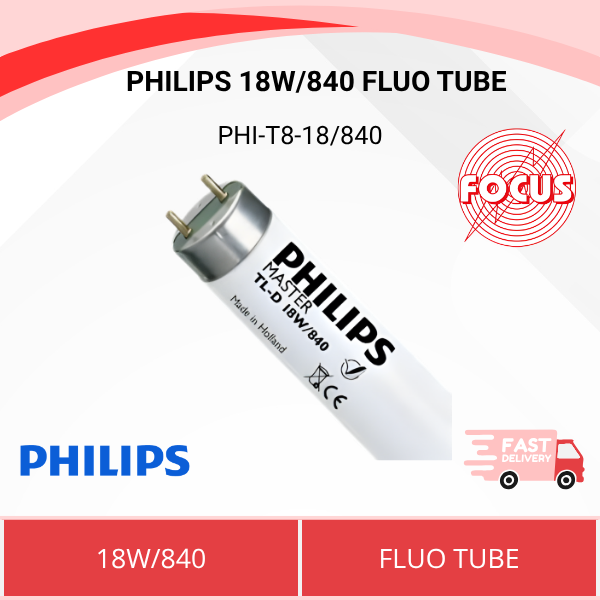 PHILIPS 18W/840 FLUO TUBE
PHI-T8-18/840
FOCUS
PHILIPS
MASTER
TL-D 18W/840
Made in Holland
CE
PHILIPS
FAST
DELIVERY
18W/840
FLUO TUBE